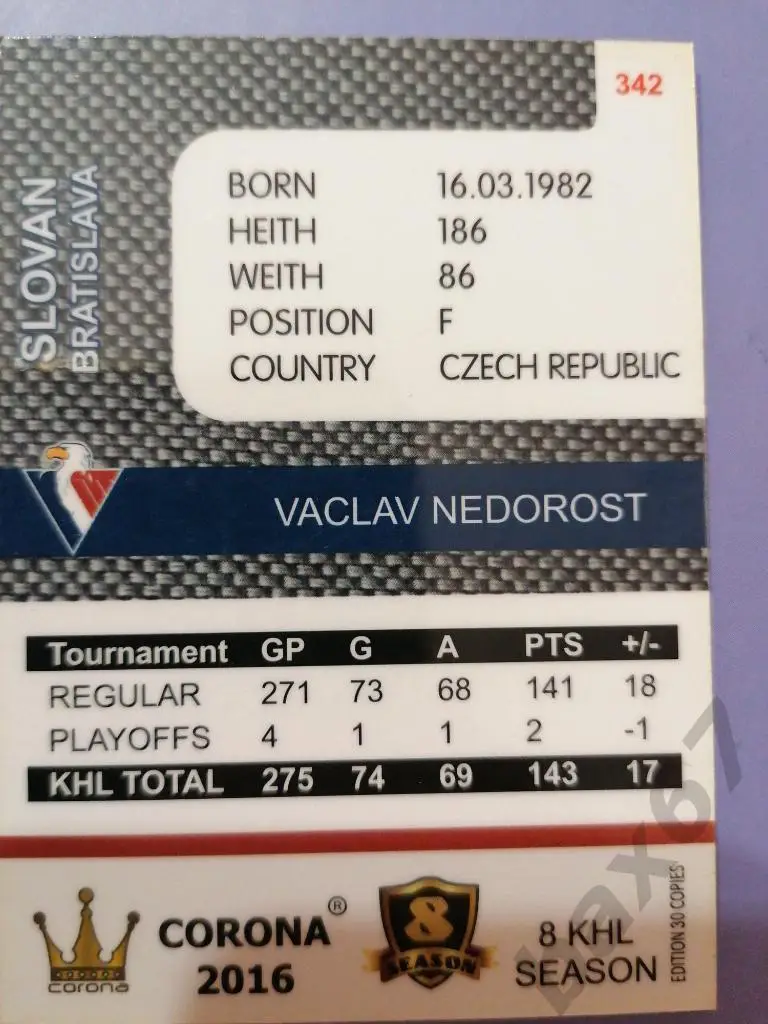 342
SLOVAN
BRATISLAVA
BORN 16.03.1982
HEITH 186
WEITH 86
POSITION F
COUNTRY CZECH REPUBLIC
VACLAV NEDOROST
Tournament GP G A PTS +/-
REGULAR 271 73 68 141 18
PLAYOFFS 4 1 1 2 -1
KHL TOTAL 275 74 69 143 17
corona
CORONA®
2016
8
SEASON
8 KHL
SEASON
EDITION 30 COPIES
bax67